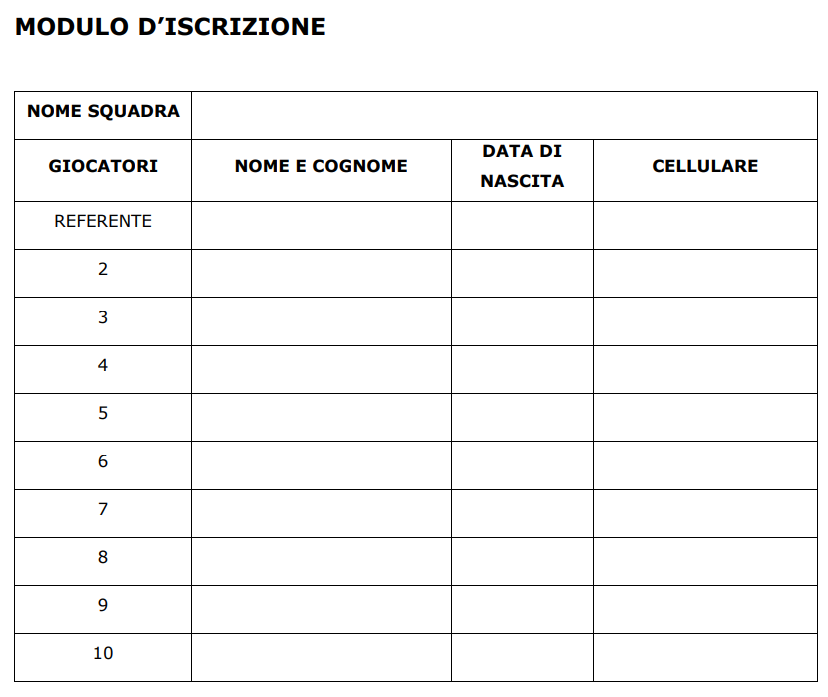 MODULO D’ISCRIZIONE
NOME SQUADRA
GIOCATORI NOME E COGNOME DATA DI NASCITA CELLULARE
REFERENTE
2
3
4
5
6
7
8
9
10